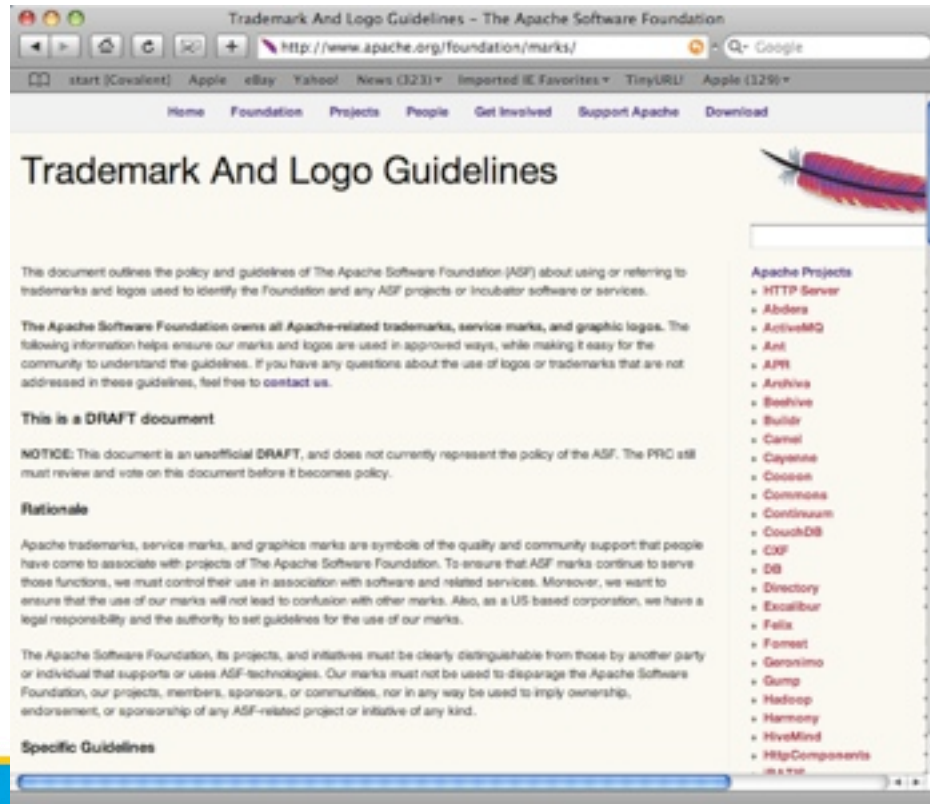 Trademark And Logo Guidelines – The Apache Software Foundation
http://www.apache.org/foundation/marks/
Google
start [Covalent] Apple eBay Yahoo! News (323) Imported IE Favorites TinyURL! Apple (129)
Home Foundation Projects People Get Involved Support Apache Download
Trademark And Logo Guidelines
This document outlines the policy and guidelines of The Apache Software Foundation (ASF) about using or referring to
trademarks and logos used to identify the Foundation and any ASF projects or Incubator software or services.
The Apache Software Foundation owns all Apache-related trademarks, service marks, and graphic logos. The
following information helps ensure our marks and logos are used in approved ways, while making it easy for the
community to understand the guidelines. If you have any questions about the use of logos or trademarks that are not
addressed in these guidelines, feel free to contact us.
This is a DRAFT document
NOTICE: This document is an unofficial DRAFT, and does not currently represent the policy of the ASF. The PRC still
must review and vote on this document before it becomes policy.
Rationale
Apache trademarks, service marks, and graphics marks are symbols of the quality and community support that people
have come to associate with projects of The Apache Software Foundation. To ensure that ASF marks continue to serve
those functions, we must control their use in association with software and related services. Moreover, we want to
ensure that the use of our marks will not lead to confusion with other marks. Also, as a US based corporation, we have a
legal responsibility and the authority to set guidelines for the use of our marks.
The Apache Software Foundation, its projects, and initiatives must be clearly distinguishable from those by another party
or individual that supports or uses ASF-technologies. Our marks must not be used to disparage the Apache Software
Foundation, our projects, members, sponsors, or communities, nor in any way be used to imply ownership,
endorsement, or sponsorship of any ASF-related project or initiative of any kind.
Specific Guidelines
Apache Projects
HTTP Server
Abdera
ActiveMQ
Ant
APR
Archiva
Beehive
Buildr
Camel
Cayenne
Cocoon
Commons
Continuum
CouchDB
CXF
DB
Directory
Excalibur
Felix
Forrest
Geronimo
Gump
Hadoop
Harmony
HiveMind
HttpComponents